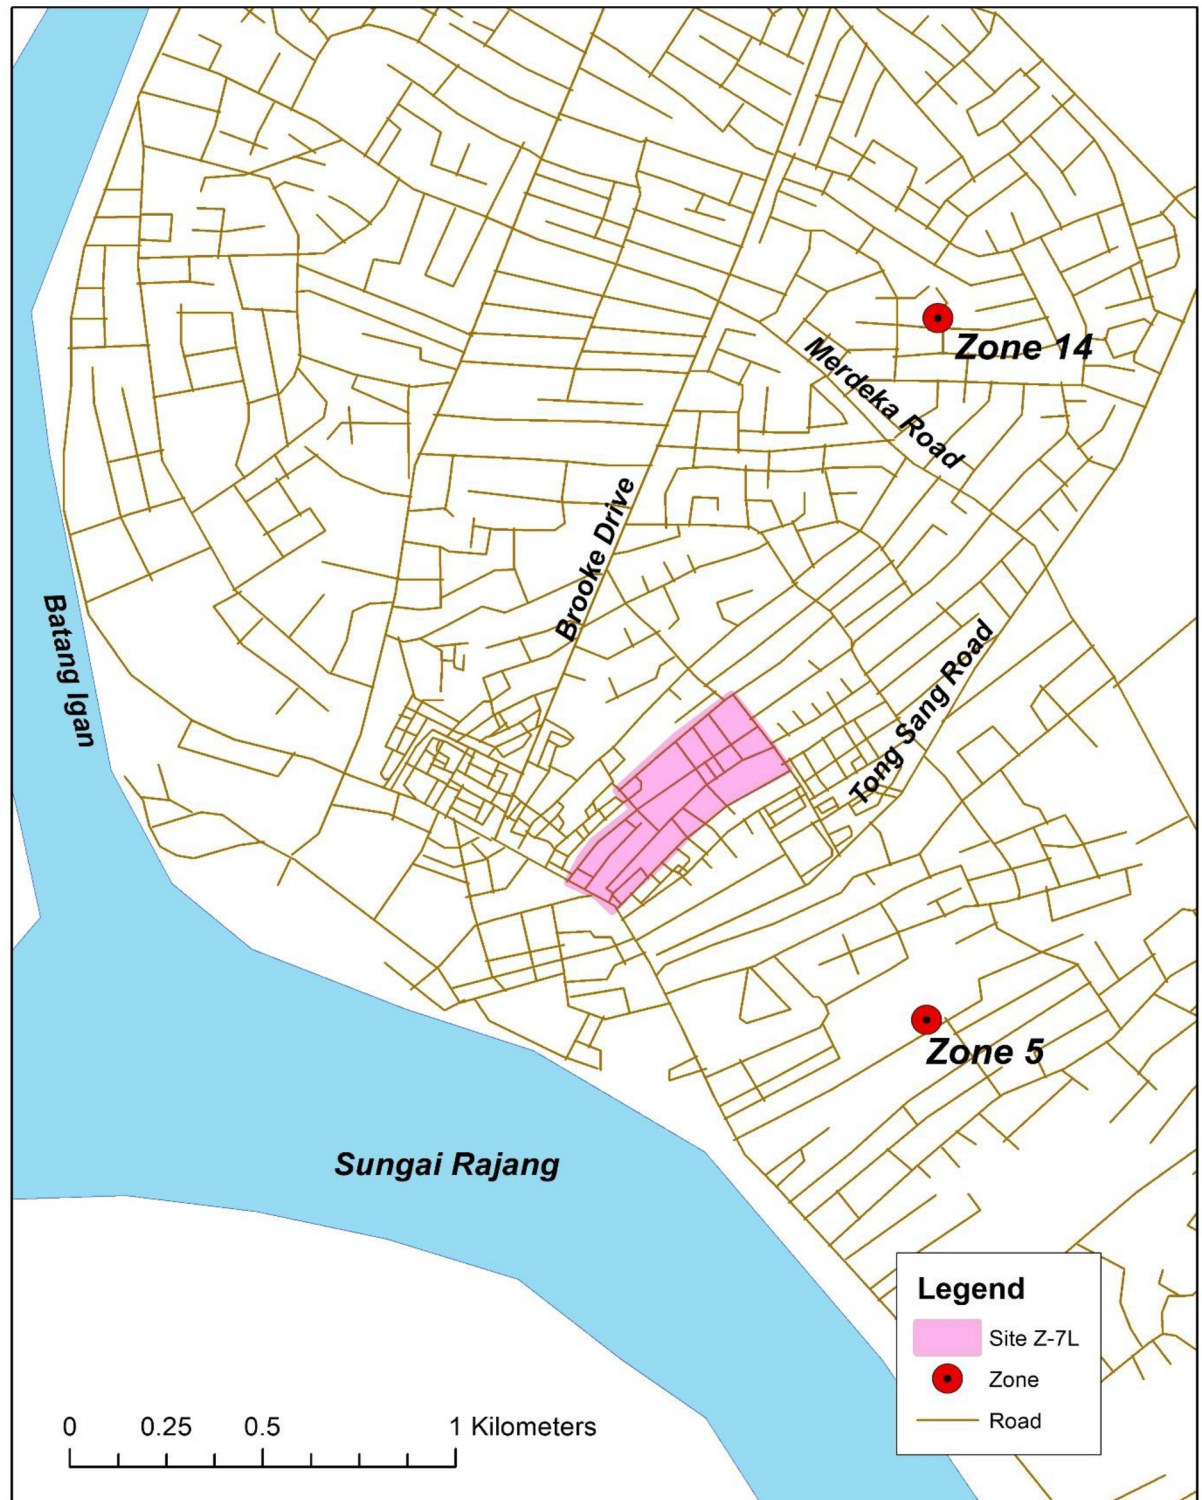 Zone 14
Merdeka Road
Brooke Drive
Batang Igan
Tong Sang Road
Zone 5
Sungai Rajang
Legend
Site Z-7L
Zone
Road
0 0.25 0.5 1 Kilometers